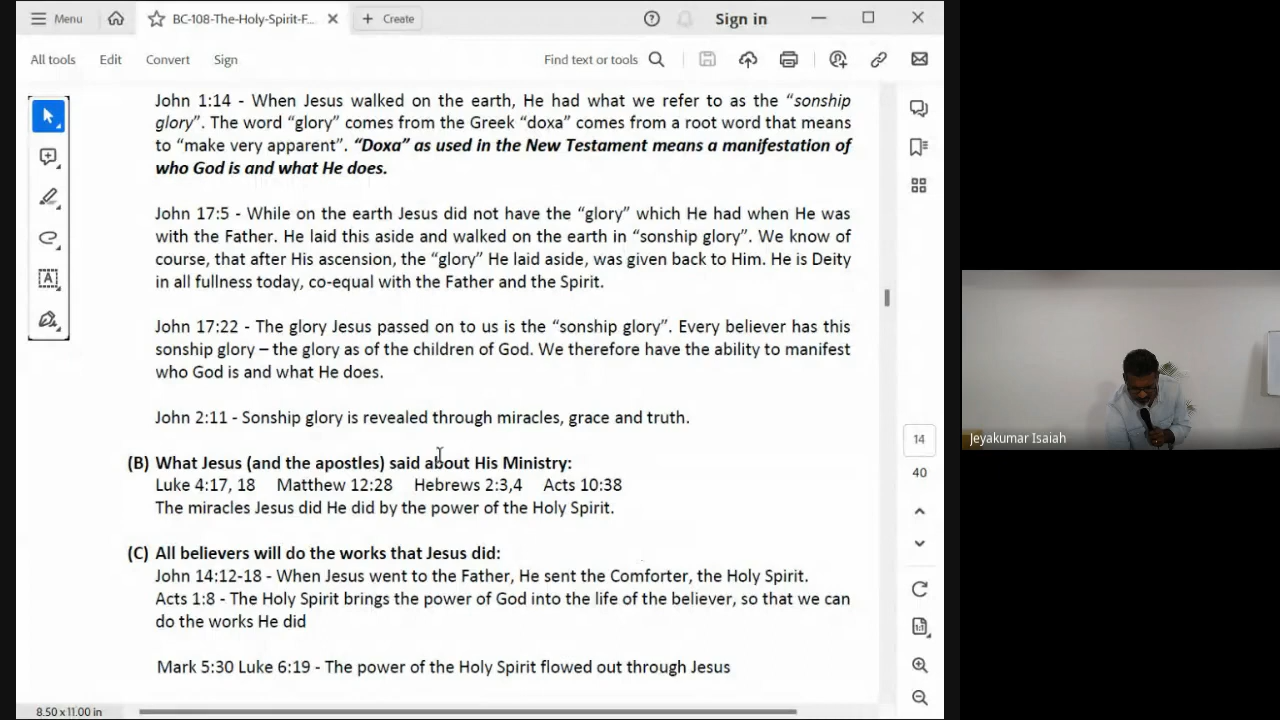 Menu
BC-108-The-Holy-Spirit-F...
Create
Sign in
All tools
Edit
Convert
Sign
Find text or tools
John 1:14 - When Jesus walked on the earth, He had what we refer to as the “sonship
glory”. The word “glory” comes from the Greek “doxa” comes from a root word that means
to “make very apparent”. “Doxa” as used in the New Testament means a manifestation of
who God is and what He does.
John 17:5 - While on the earth Jesus did not have the “glory” which He had when He was
with the Father. He laid this aside and walked on the earth in “sonship glory”. We know of
course, that after His ascension, the “glory” He laid aside, was given back to Him. He is Deity
in all fullness today, co-equal with the Father and the Spirit.
John 17:22 - The glory Jesus passed on to us is the “sonship glory”. Every believer has this
sonship glory – the glory as of the children of God. We therefore have the ability to manifest
who God is and what He does.
John 2:11 - Sonship glory is revealed through miracles, grace and truth.
(B) What Jesus (and the apostles) said about His Ministry:
Luke 4:17, 18 Matthew 12:28 Hebrews 2:3,4 Acts 10:38
The miracles Jesus did He did by the power of the Holy Spirit.
(C) All believers will do the works that Jesus did:
John 14:12-18 - When Jesus went to the Father, He sent the Comforter, the Holy Spirit.
Acts 1:8 - The Holy Spirit brings the power of God into the life of the believer, so that we can
do the works He did
Mark 5:30 Luke 6:19 - The power of the Holy Spirit flowed out through Jesus
14
40
8.50 x 11.00 in
Jeyakumar Isaiah